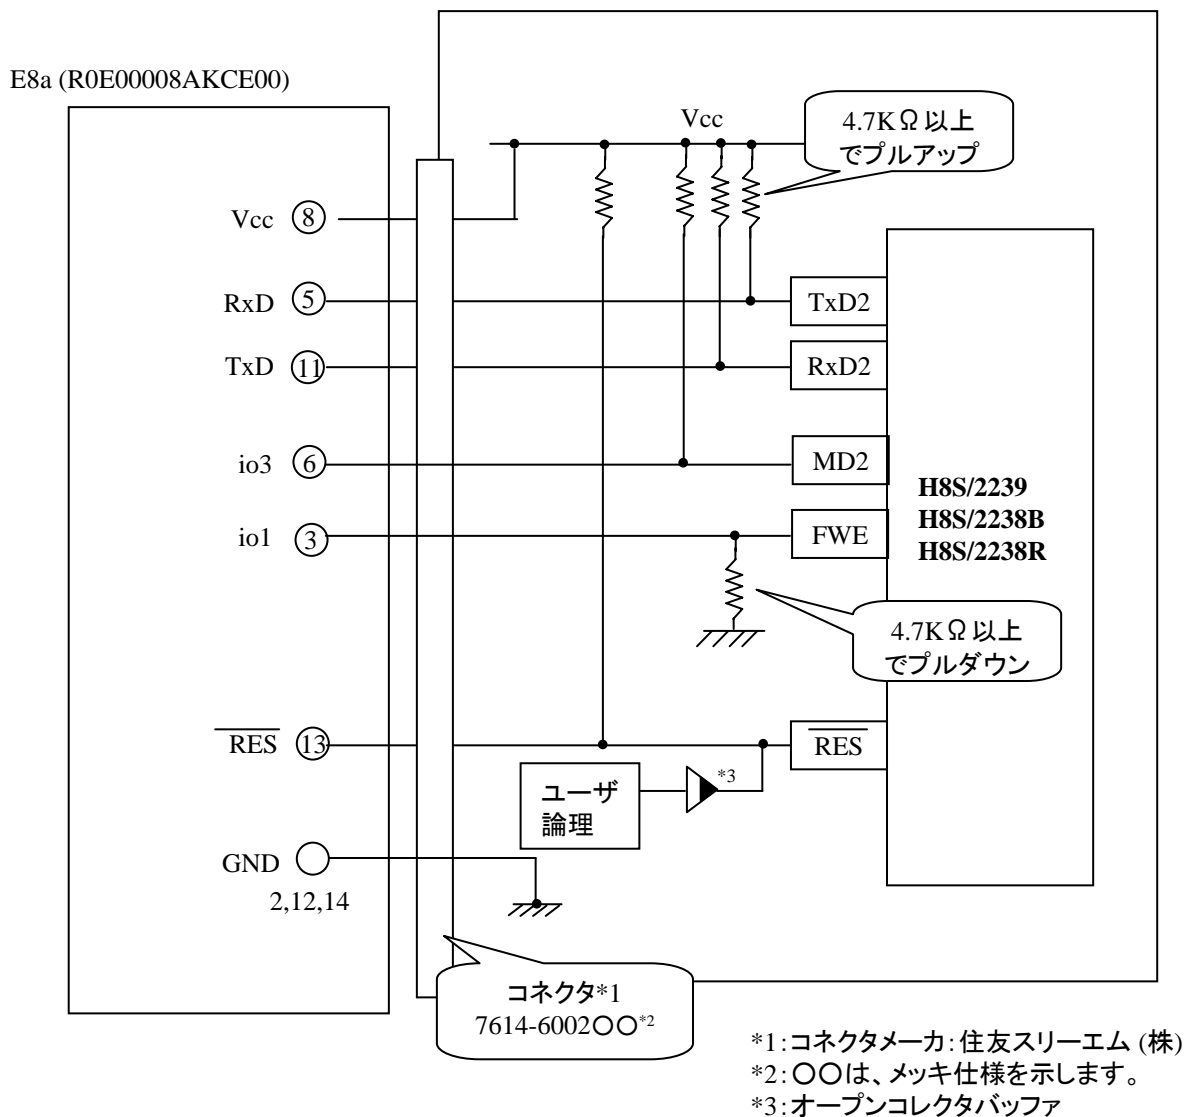 E8a (R0E00008AKCE00)
Vcc
4.7KΩ以上
でプルアップ
Vcc ⑧
RxD ⑤
TxD2
TxD ⑪
RxD2
io3 ⑥
MD2
io1 ③
FWE
H8S/2239
H8S/2238B
H8S/2238R
4.7KΩ以上
でプルダウン
RES ⑬
RES
*3
ユーザ
論理
GND
2,12,14
コネクタ*1
7614-6002〇〇*2
*1:コネクタメーカ:住友スリーエム (株)
*2:〇〇は、メッキ仕様を示します。
*3:オープンコレクタバッファ